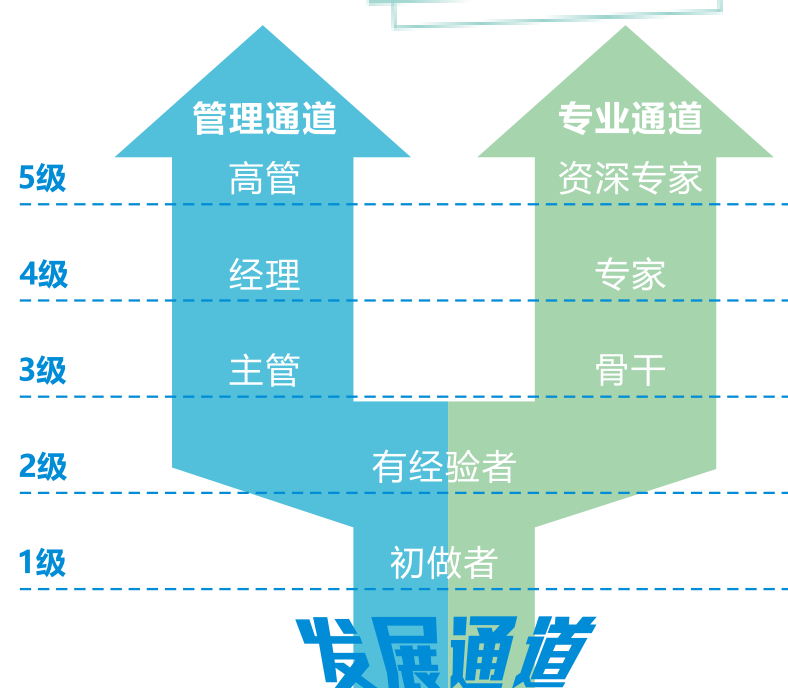 管理通道 专业通道
5级 高管 资深专家
4级 经理 专家
3级 主管 骨干
2级 有经验者
1级 初做者
发展通道